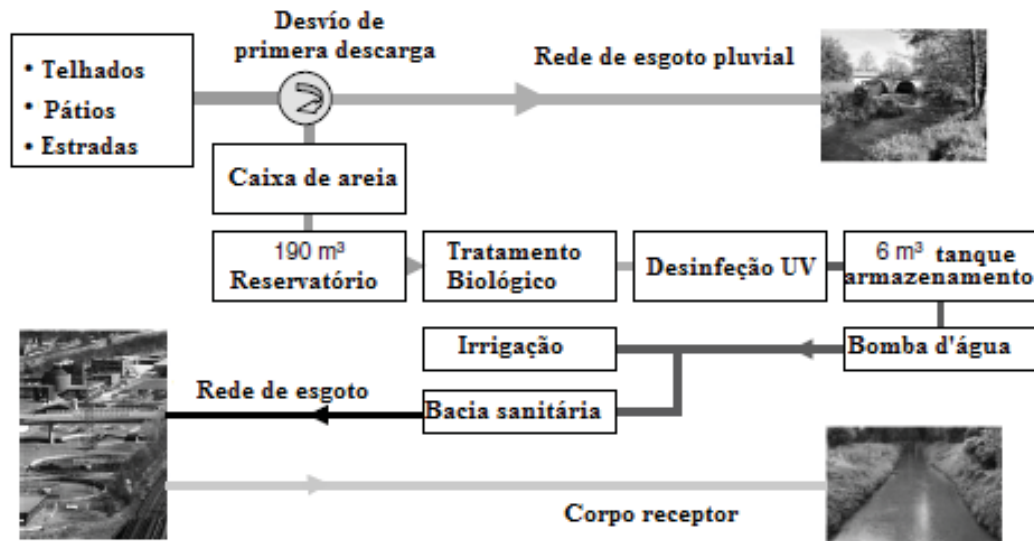 Desvío de
primera descarga
• Telhados
• Pátios
• Estradas
Rede de esgoto pluvial
Caixa de areia
190 m³
Reservatório
Tratamento
Biológico
Desinfeção UV
6 m³ tanque
armazenamento
Irrigação
Bomba d'água
Rede de esgoto
Bacia sanitária
Corpo receptor